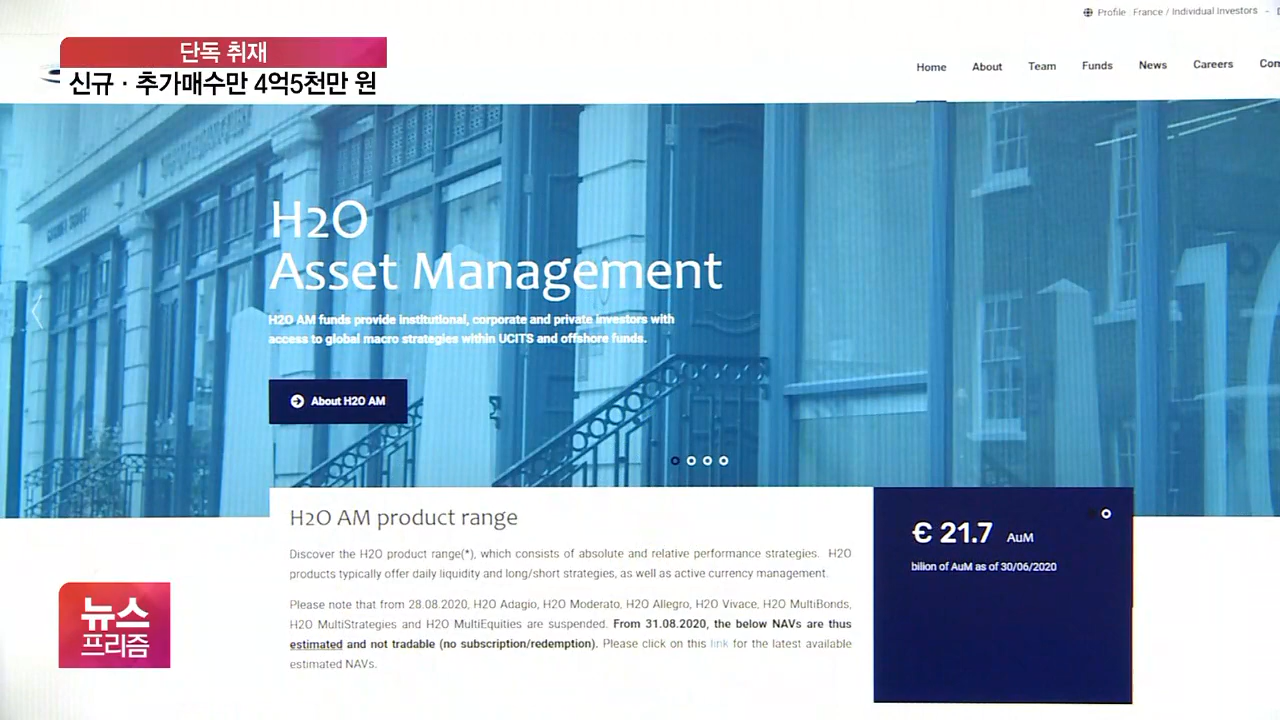 Profile : France / Individual Investors -
단독 취재
신규·추가매수만 4억5천만 원
Home About Team Funds News Careers
H2O
Asset Management
H2O AM funds provide institutional, corporate and private investors with
access to global macro strategies within UCITS and offshore funds.
About H2O AM
H2O AM product range
Discover the H2O product range(*), which consists of absolute and relative performance strategies. H2O
products typically offer daily liquidity and long/short strategies, as well as active currency management.
Please note that from 28.08.2020, H2O Adagio, H2O Moderato, H2O Allegro, H2O Vivace, H2O MultiBonds,
H2O MultiStrategies and H2O MultiEquities are suspended. From 31.08.2020, the below NAVs are thus
estimated and not tradable (no subscription/redemption). Please click on this link for the latest available
estimated NAVs.
€ 21.7 AuM
bilion of AuM as of 30/06/2020
뉴스
프리즘